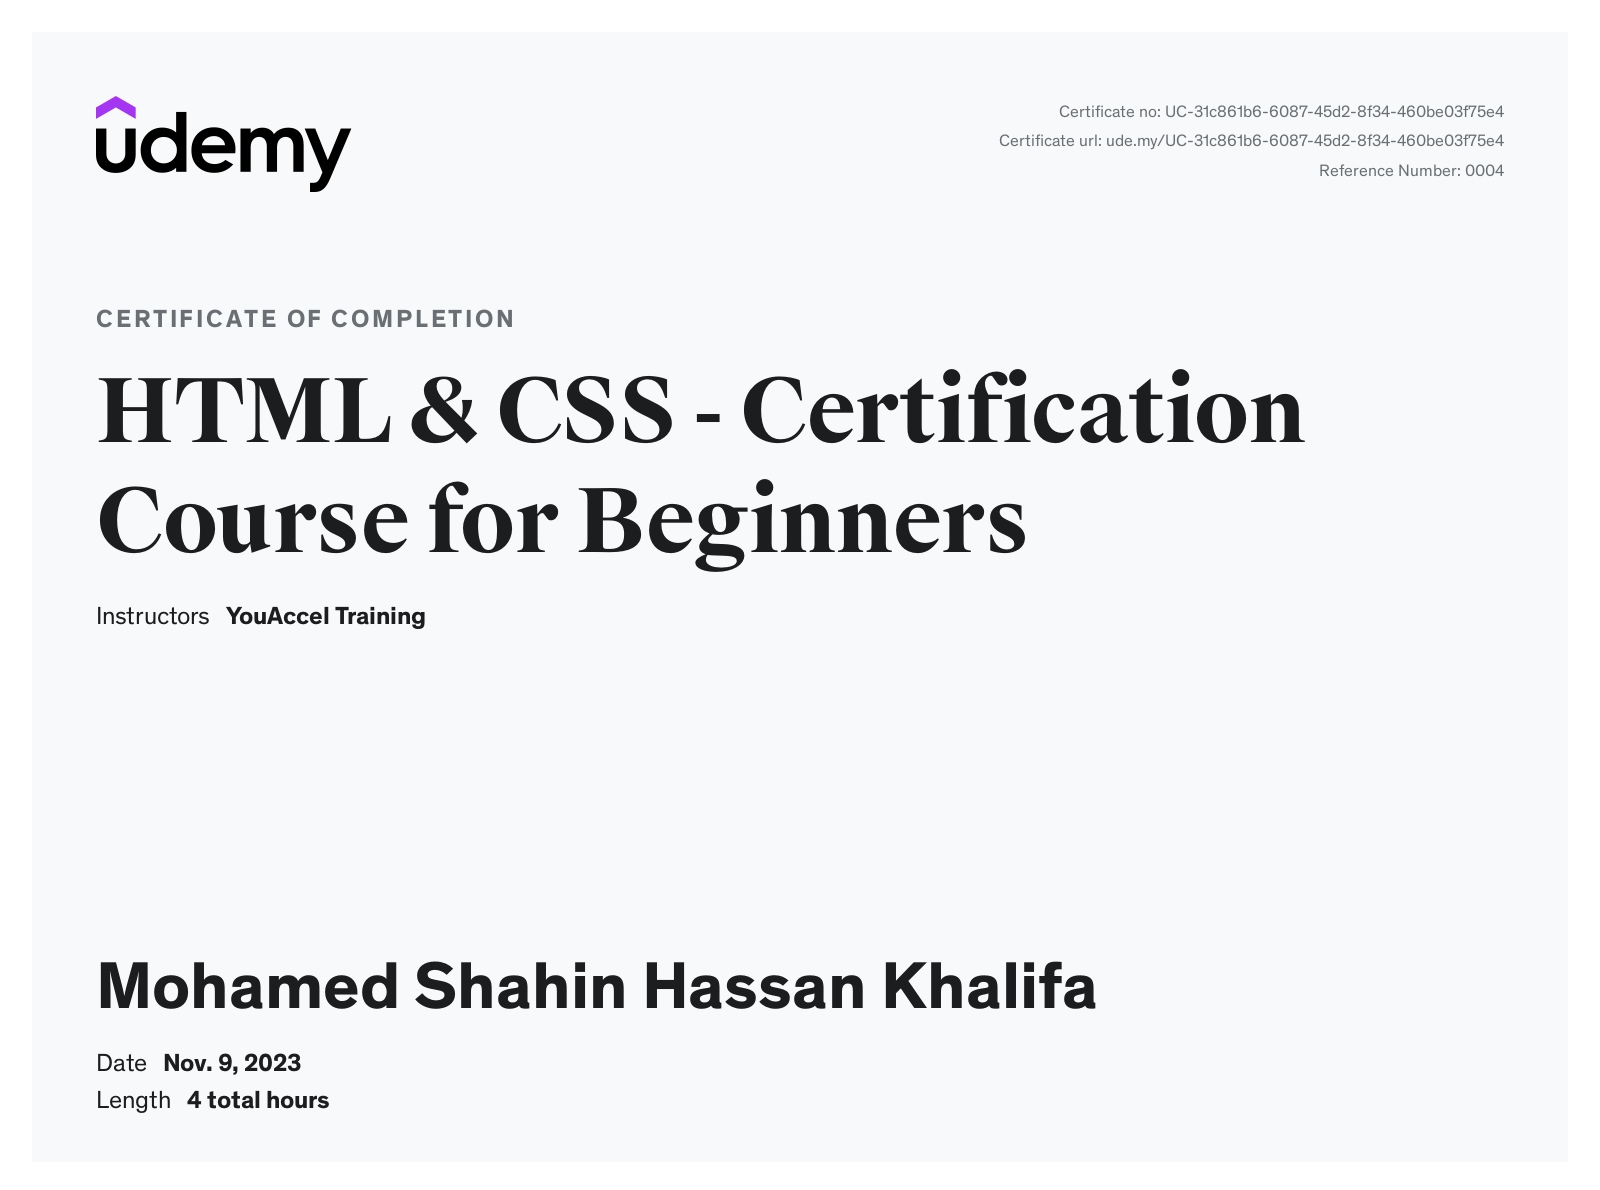 udemy
Certificate no: UC-31c861b6-6087-45d2-8f34-460be03f75e4
Certificate url: ude.my/UC-31c861b6-6087-45d2-8f34-460be03f75e4
Reference Number: 0004
CERTIFICATE OF COMPLETION
HTML & CSS - Certification
Course for Beginners
Instructors YouAccel Training
Mohamed Shahin Hassan Khalifa
Date Nov. 9, 2023
Length 4 total hours